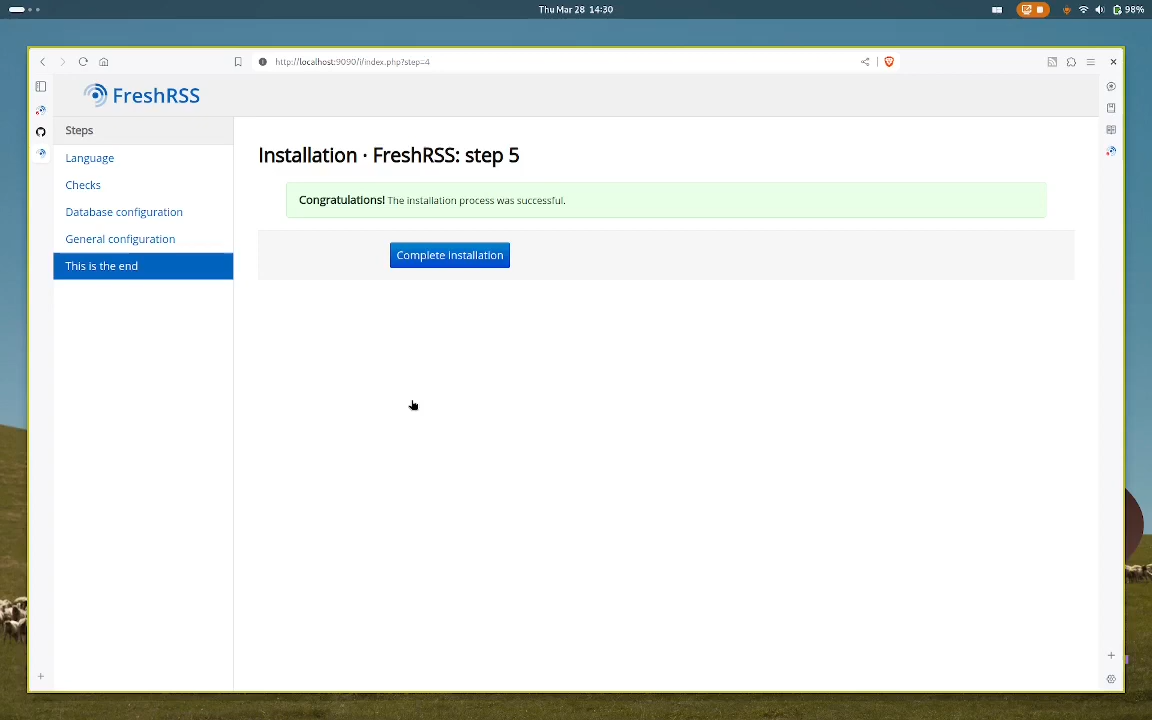 Thu Mar 28 14:30
98%
http://localhost:9090/i/index.php?step=4
FreshRSS
Steps
Language
Checks
Database configuration
General configuration
This is the end
Installation · FreshRSS: step 5
Congratulations! The installation process was successful.
Complete installation